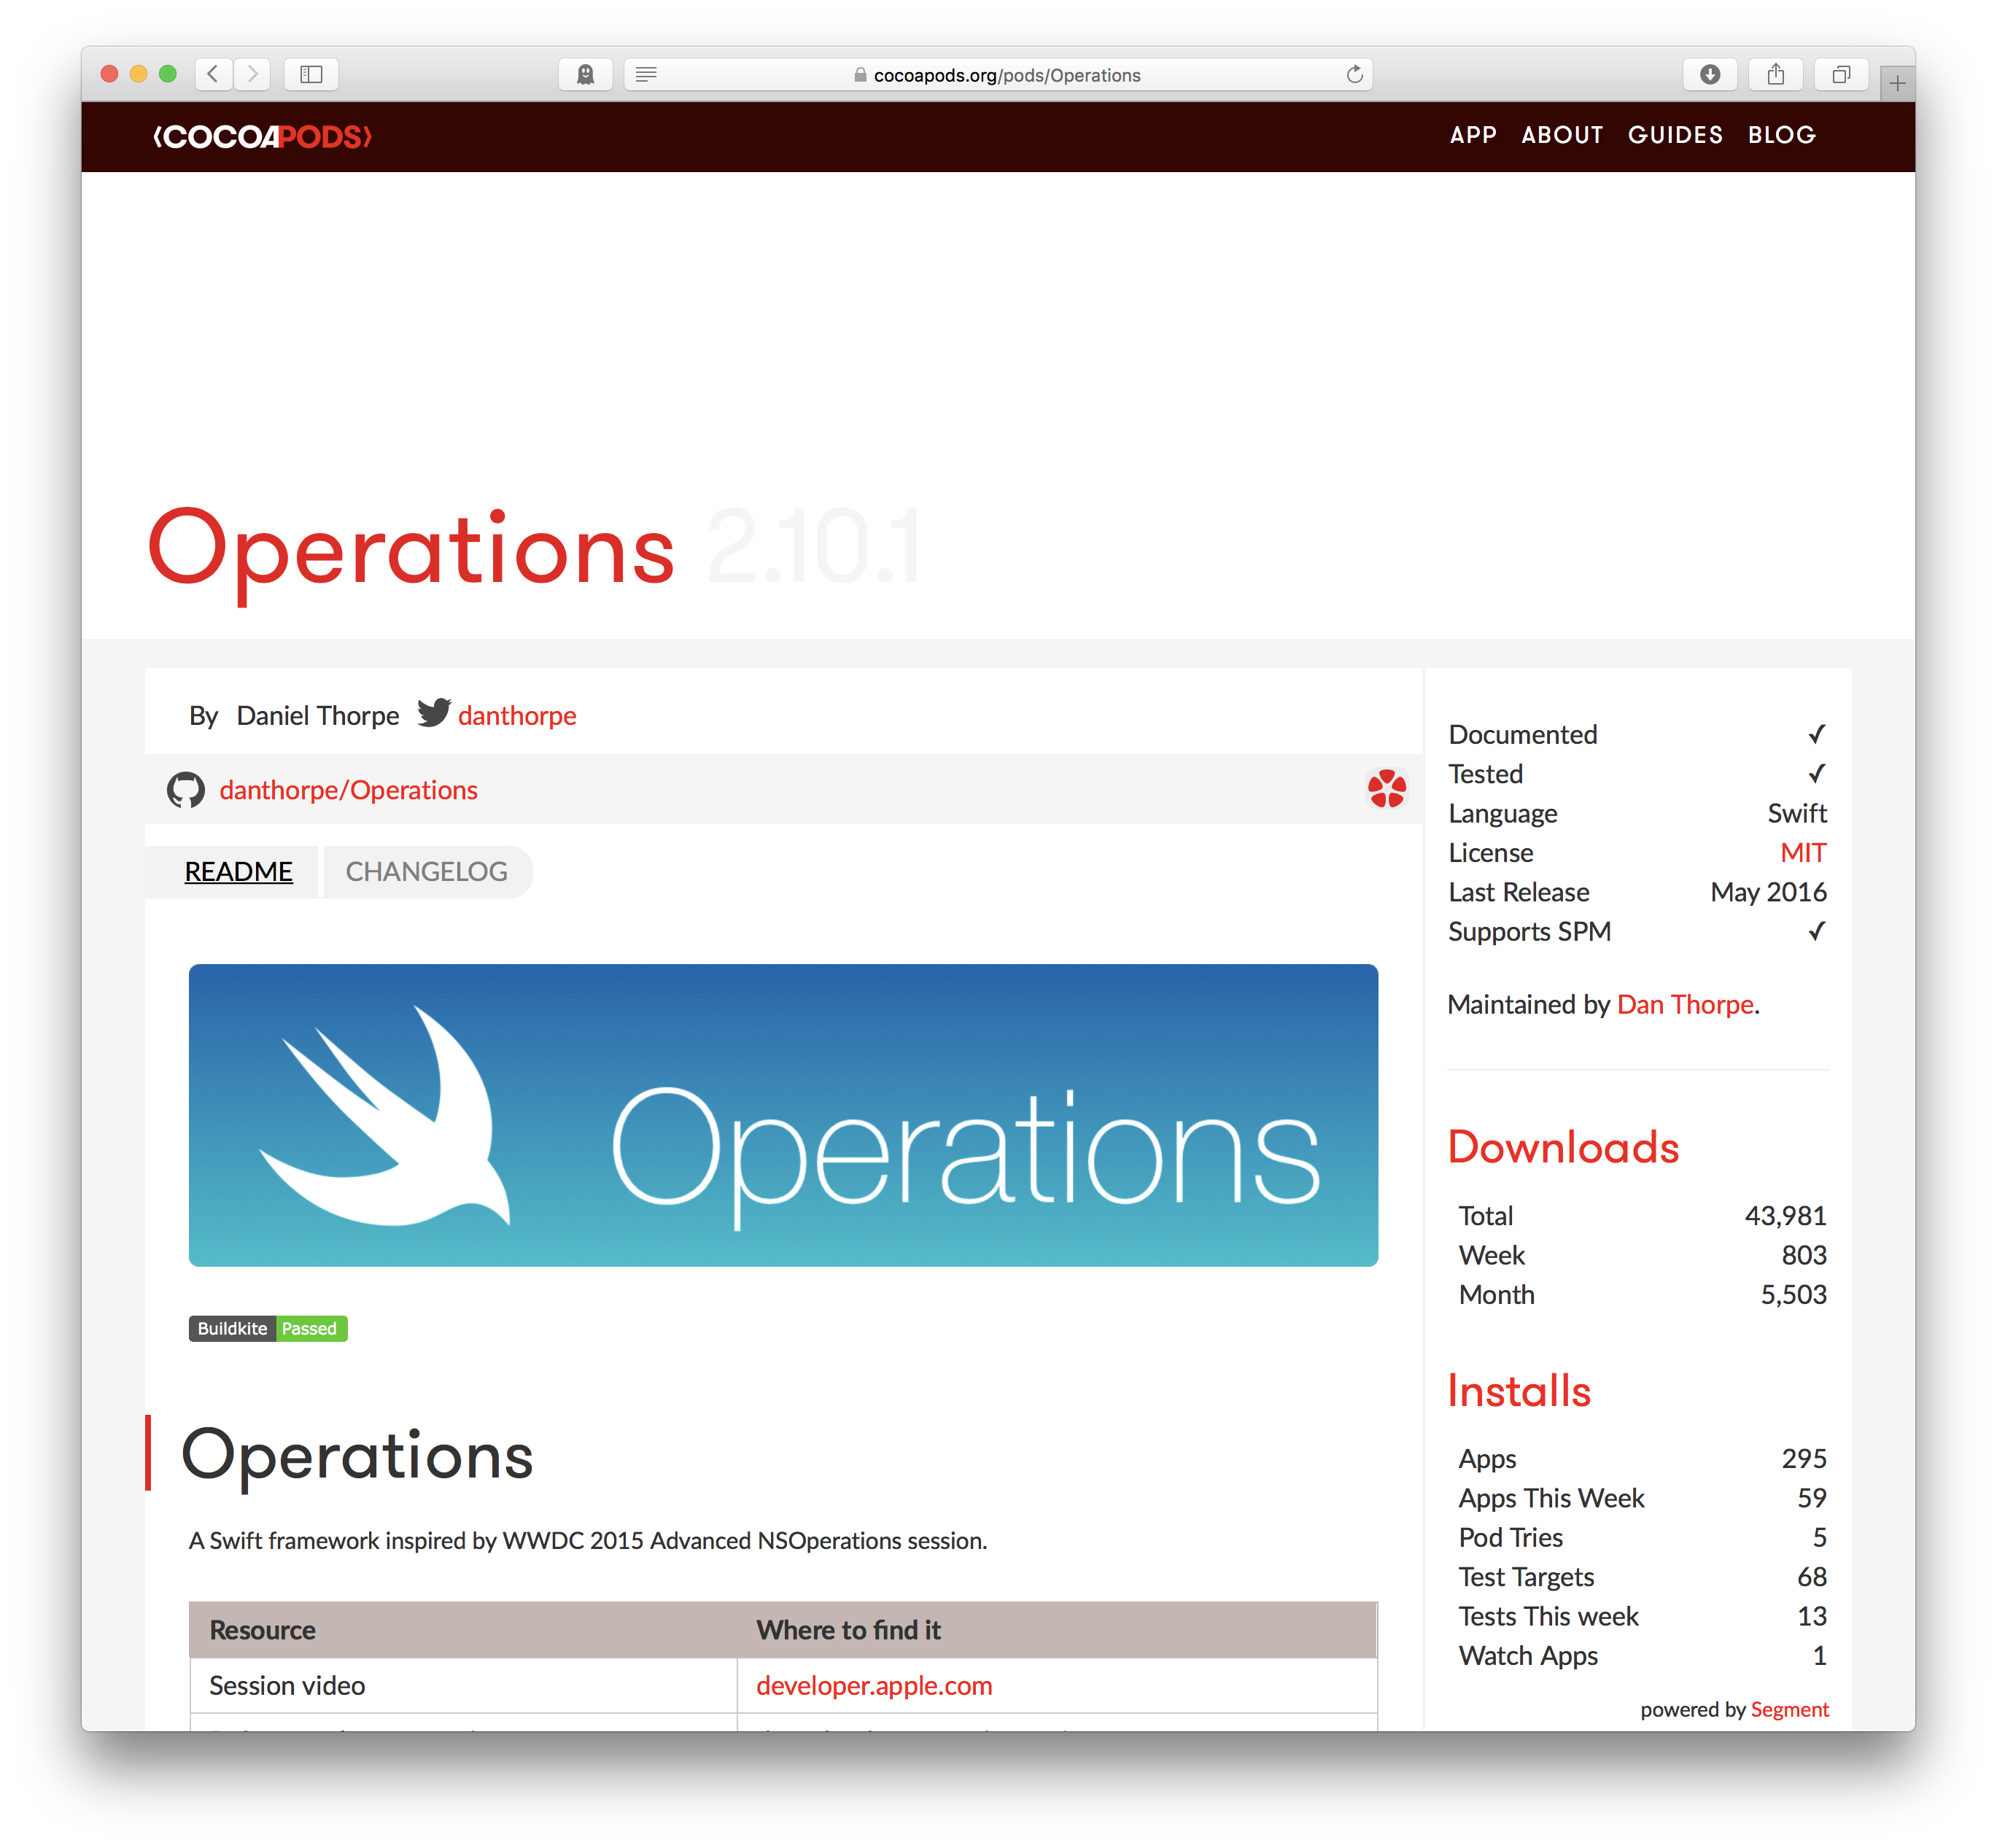 cocoapods.org/pods/Operations
COCOAPODS
APP ABOUT GUIDES BLOG
Operations 2.10.1
By Daniel Thorpe danthorpe
danthorpe/Operations
README CHANGELOG
Operations
Buildkite Passed
Operations
A Swift framework inspired by WWDC 2015 Advanced NSOperations session.
Resource Where to find it
Session video developer.apple.com
Documented ✓
Tested ✓
Language Swift
License MIT
Last Release May 2016
Supports SPM ✓
Maintained by Dan Thorpe.
Downloads
Total 43,981
Week 803
Month 5,503
Installs
Apps 295
Apps This Week 59
Pod Tries 5
Test Targets 68
Tests This week 13
Watch Apps 1
powered by Segment